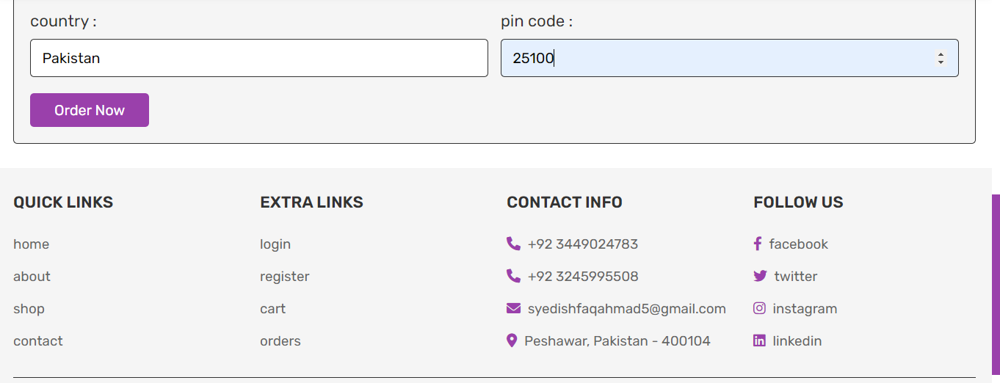 country :
Pakistan
pin code :
25100
Order Now
QUICK LINKS
home
about
shop
contact
EXTRA LINKS
login
register
cart
orders
CONTACT INFO
+92 3449024783
+92 3245995508
syedishfaqahmad5@gmail.com
Peshawar, Pakistan - 400104
FOLLOW US
facebook
twitter
instagram
linkedin